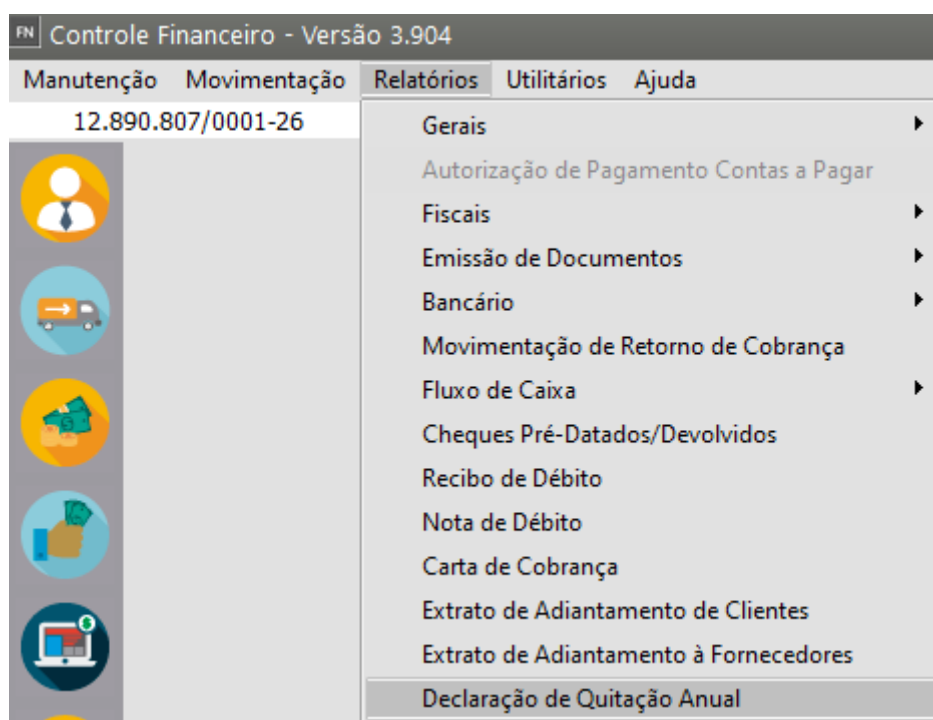 FN Controle Financeiro - Versão 3.904
Manutenção Movimentação Relatórios Utilitários Ajuda
12.890.807/0001-26
Gerais
Autorização de Pagamento Contas a Pagar
Fiscais
Emissão de Documentos
Bancário
Movimentação de Retorno de Cobrança
Fluxo de Caixa
Cheques Pré-Datados/Devolvidos
Recibo de Débito
Nota de Débito
Carta de Cobrança
Extrato de Adiantamento de Clientes
Extrato de Adiantamento à Fornecedores
Declaração de Quitação Anual